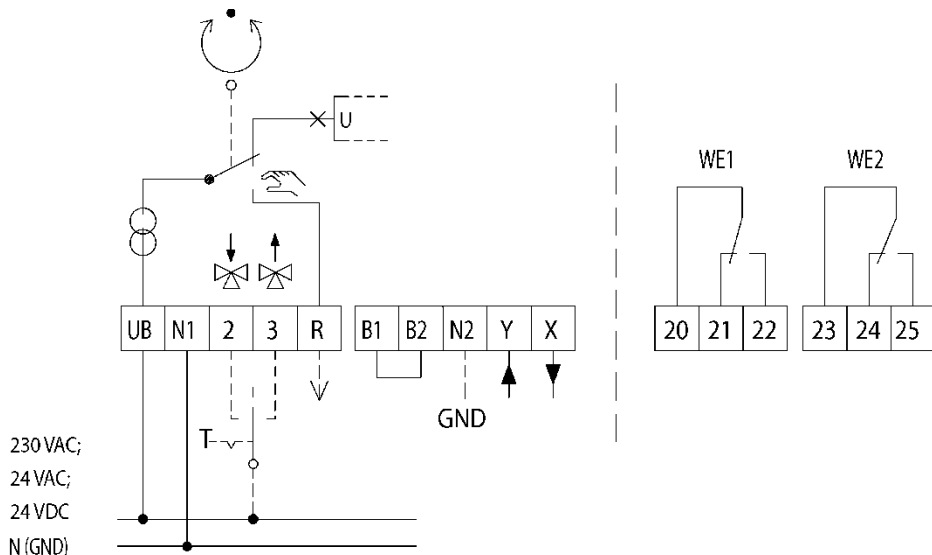 U
WE1 WE2
UB N1 2 3 R B1 B2 N2 Y X 20 21 22 23 24 25
GND
T
230 VAC;
24 VAC;
24 VDC
N (GND)